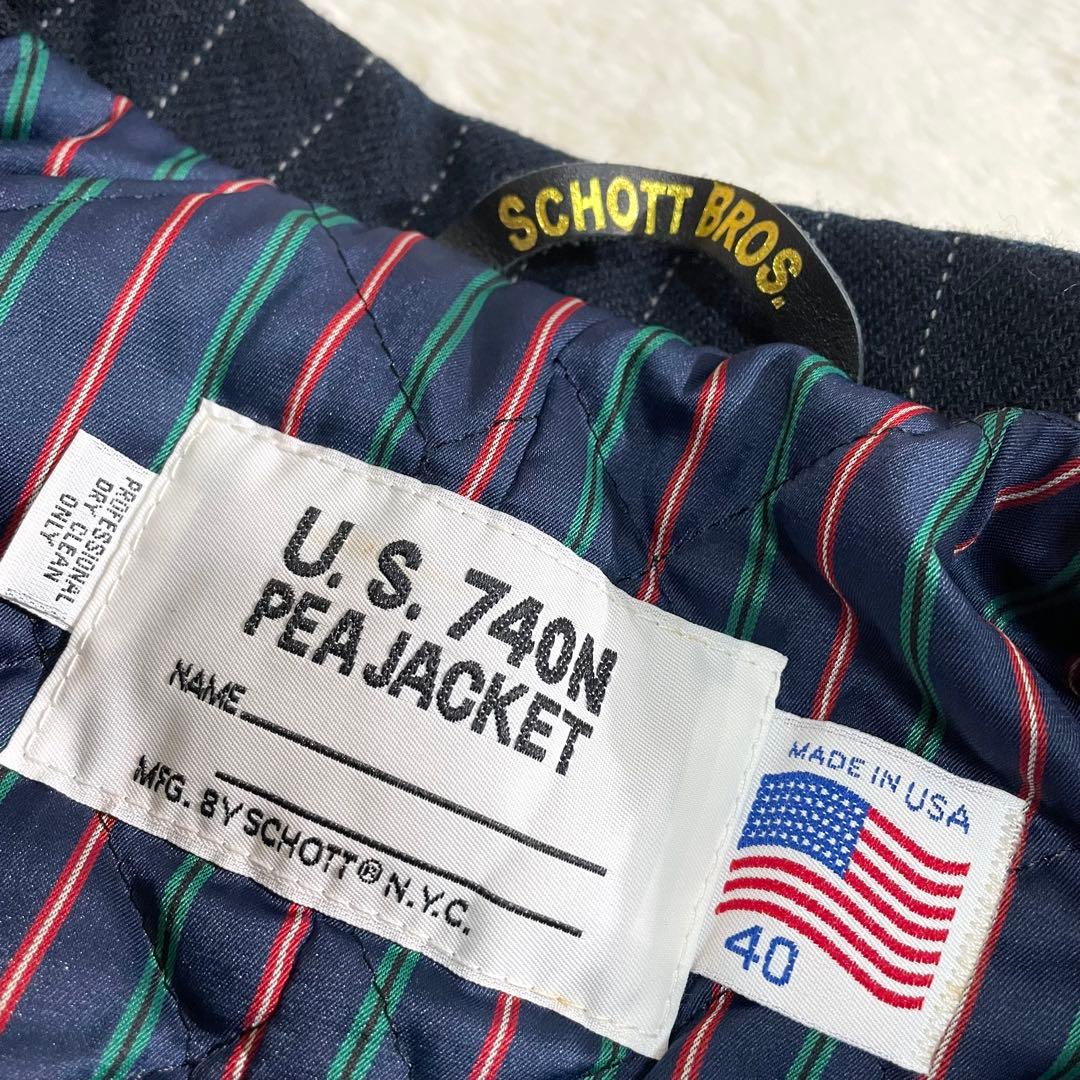 SCHOTT BROS.
PROFESSIONAL
DRY CLEAN
ONLY
U. S. 740N
PEA JACKET
NAME
MFG. BY SCHOTT® N.Y.C.
MADE IN USA
40